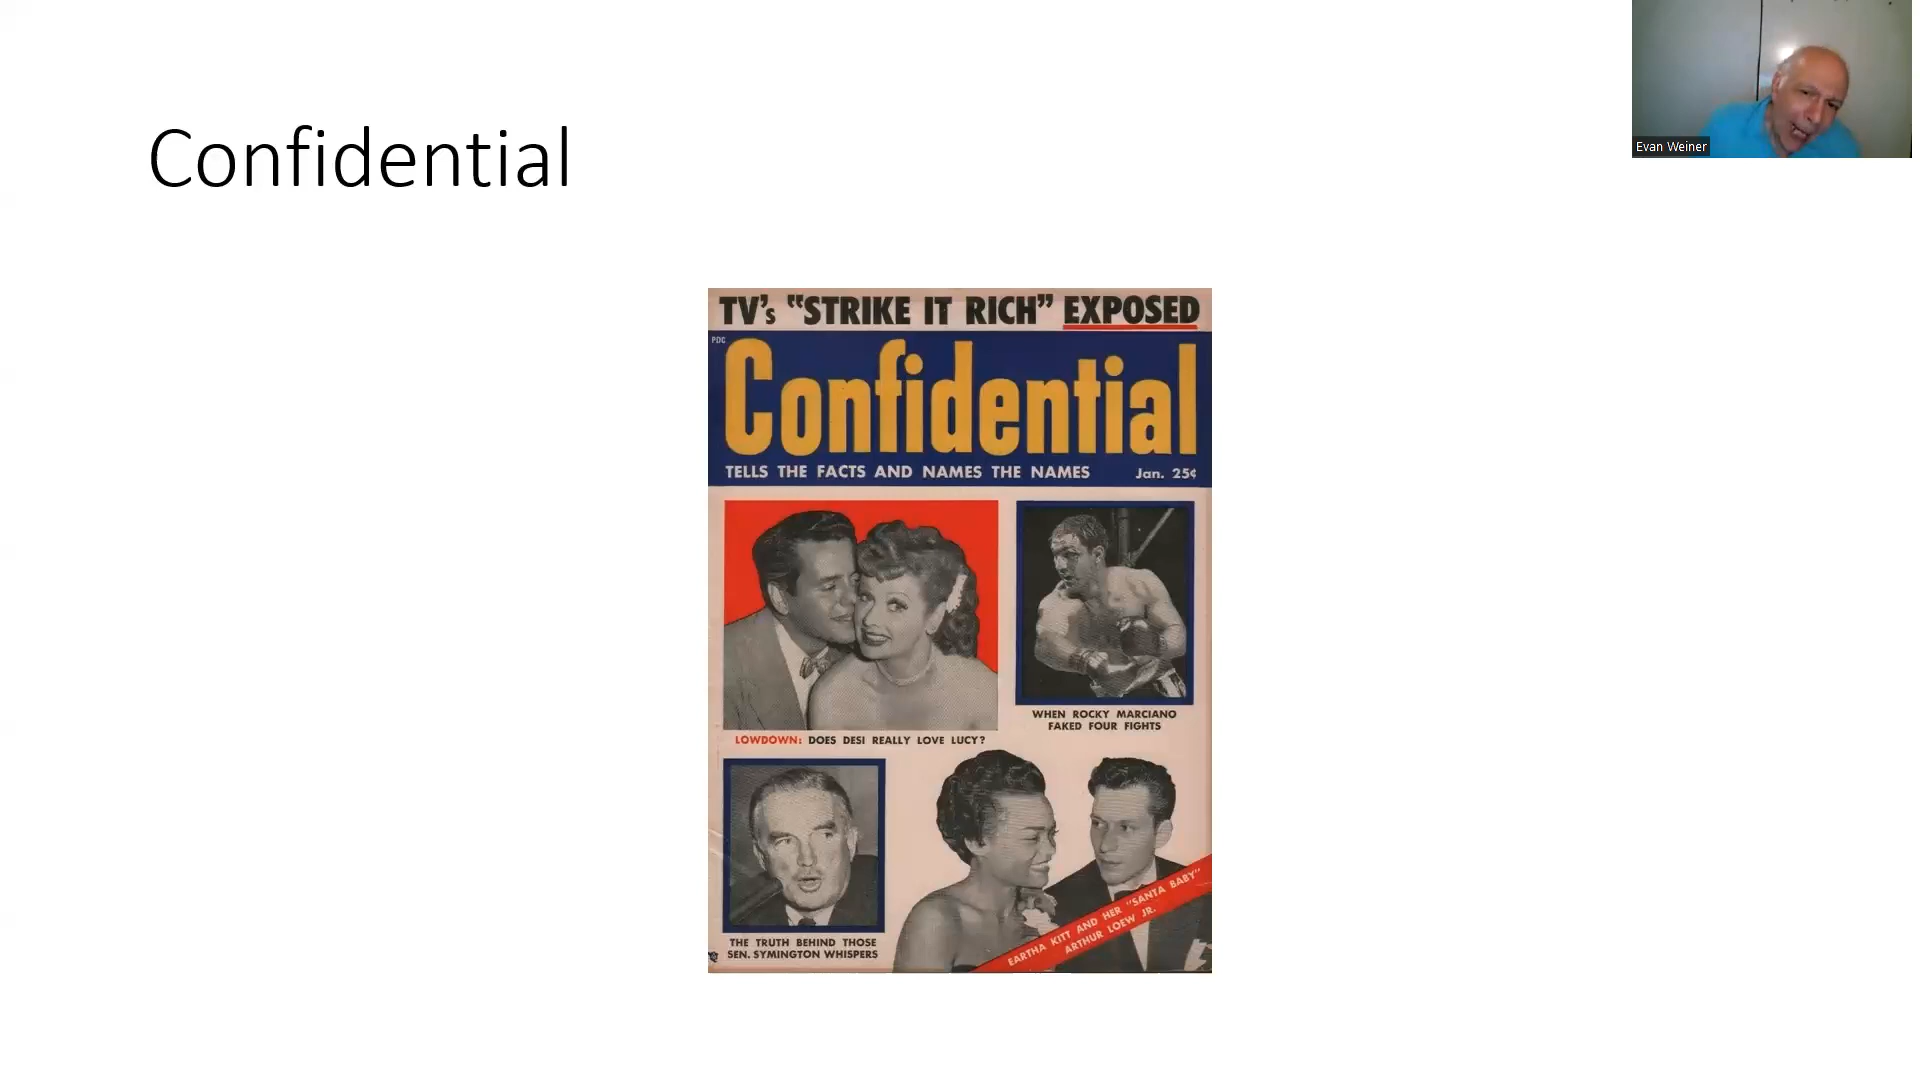 Confidential
Evan Weiner
TV's "STRIKE IT RICH" EXPOSED
PDC
Confidential
TELLS THE FACTS AND NAMES THE NAMES Jan. 25¢
WHEN ROCKY MARCIANO
FAKED FOUR FIGHTS
LOWDOWN: DOES DESI REALLY LOVE LUCY?
THE TRUTH BEHIND THOSE
SEN. SYMINGTON WHISPERS
EARTHA KITT AND HER "SANTA BABY"
ARTHUR LOEW JR.